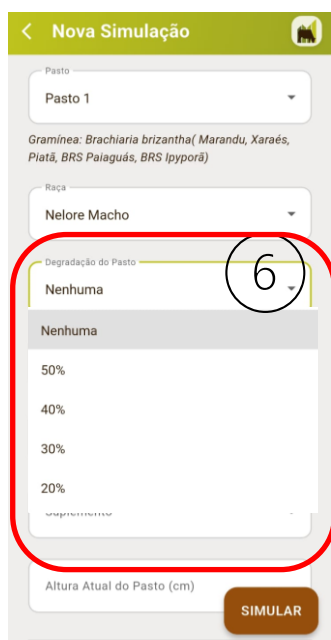 Nova Simulação
Pasto
Pasto 1
Gramínea: Brachiaria brizantha( Marandu, Xaraés,
Piatã, BRS Paiaguás, BRS Ipyporã)
Raça
Nelore Macho
Degradação do Pasto
Nenhuma
6
Nenhuma
50%
40%
30%
20%
Suplemento
Altura Atual do Pasto (cm)
SIMULAR